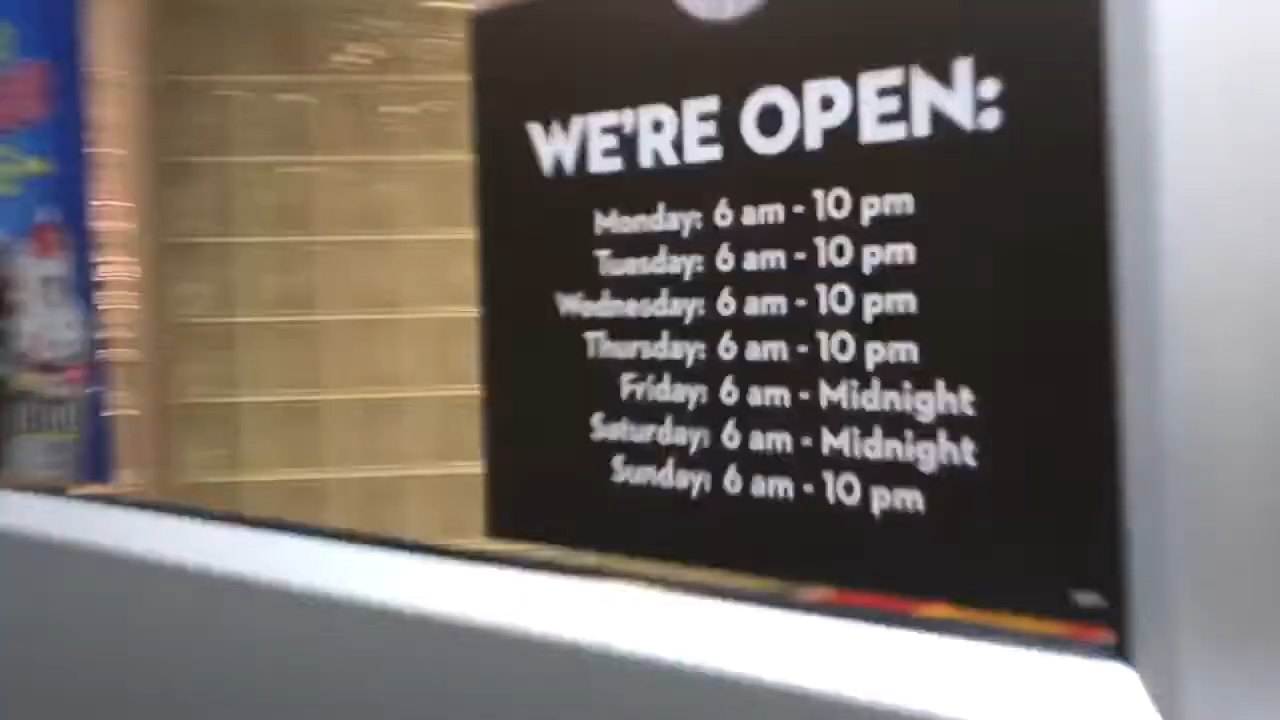 WE'RE OPEN:
Monday: 6 am - 10 pm
Tuesday: 6 am - 10 pm
Wednesday: 6 am - 10 pm
Thursday: 6 am - 10 pm
Friday: 6 am - Midnight
Saturday: 6 am - Midnight
Sunday: 6 am - 10 pm